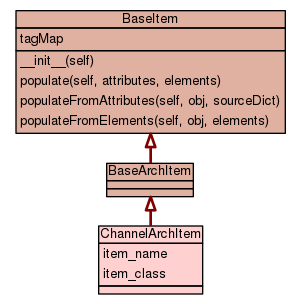 BaseItem
tagMap
__init__(self)
populate(self, attributes, elements)
populateFromAttributes(self, obj, sourceDict)
populateFromElements(self, obj, elements)
BaseArchItem
ChannelArchItem
item_name
item_class